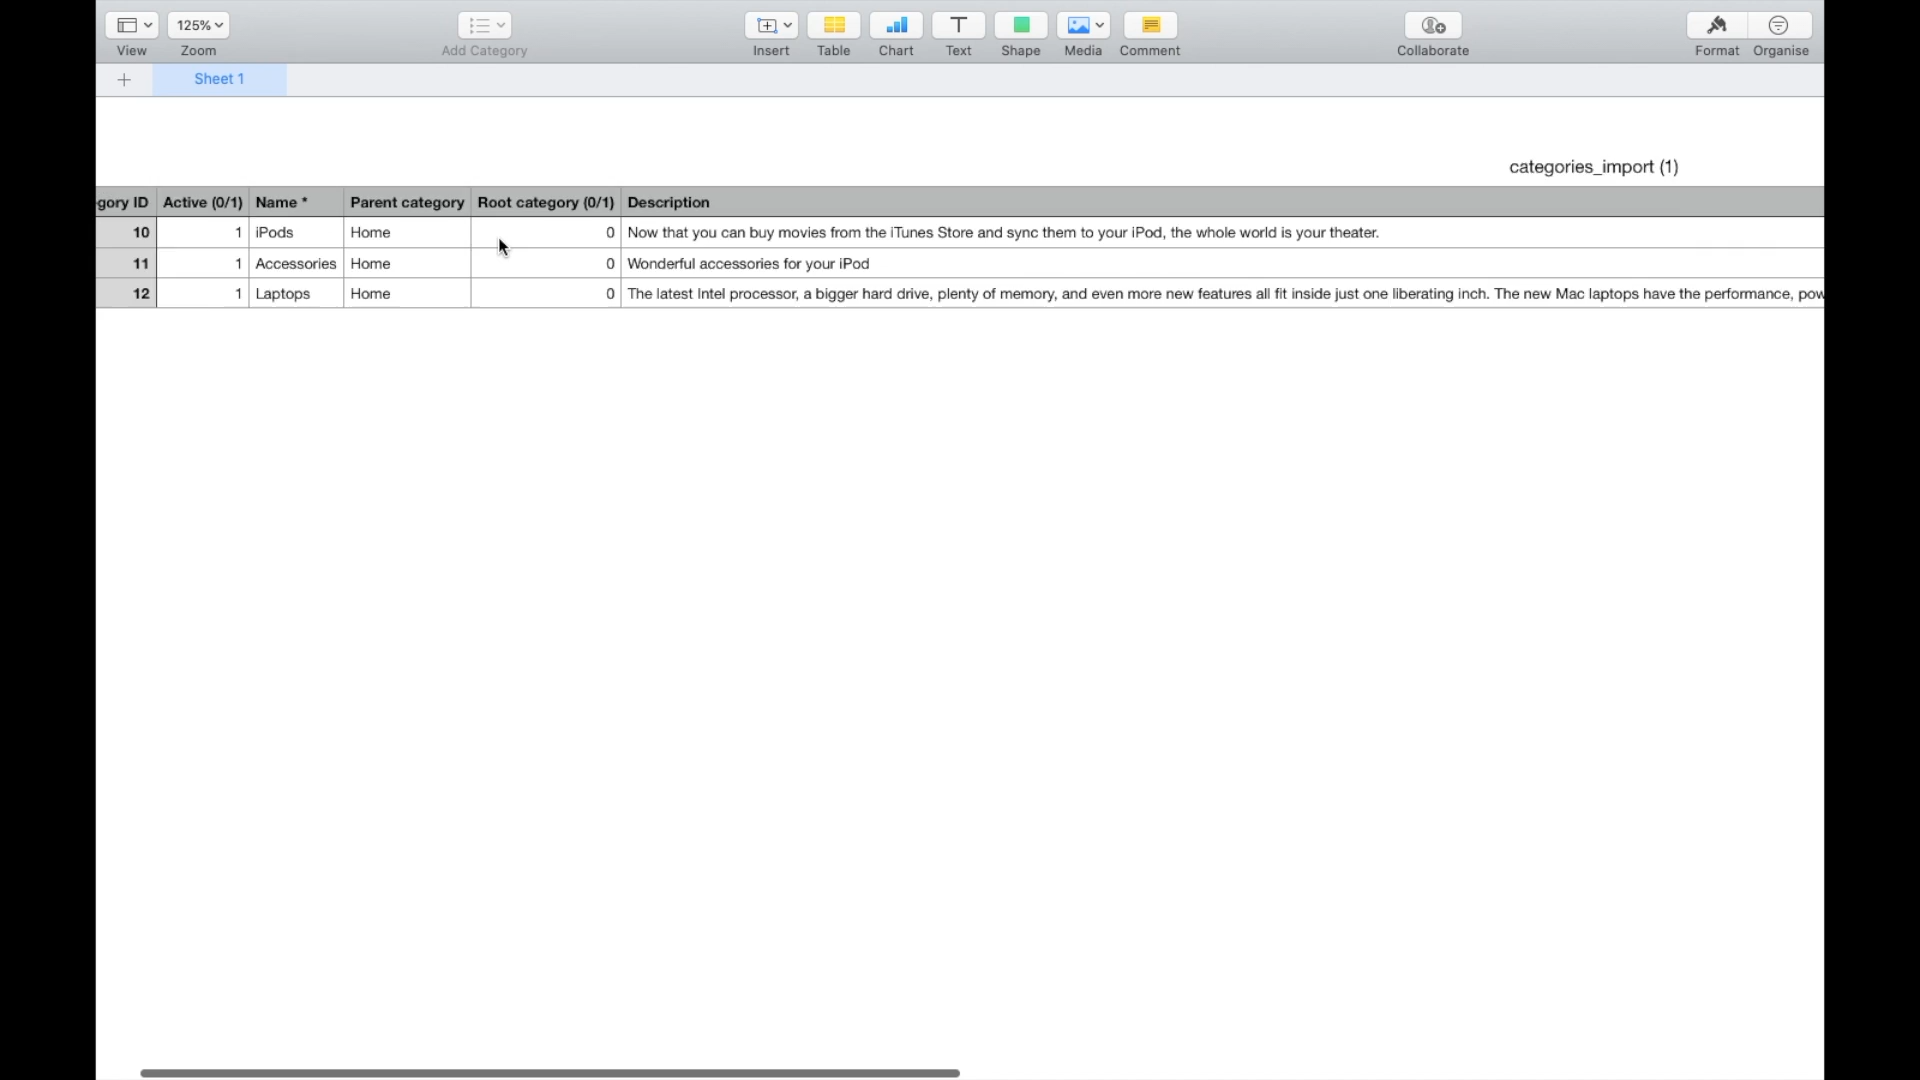 125%
View Zoom Add Category Insert Table Chart Text Shape Media Comment Collaborate Format Organise
Sheet 1
categories_import (1)
gory ID Active (0/1) Name * Parent category Root category (0/1) Description
10 1 iPods Home 0 Now that you can buy movies from the iTunes Store and sync them to your iPod, the whole world is your theater.
11 1 Accessories Home 0 Wonderful accessories for your iPod
12 1 Laptops Home 0 The latest Intel processor, a bigger hard drive, plenty of memory, and even more new features all fit inside just one liberating inch. The new Mac laptops have the performance, pow